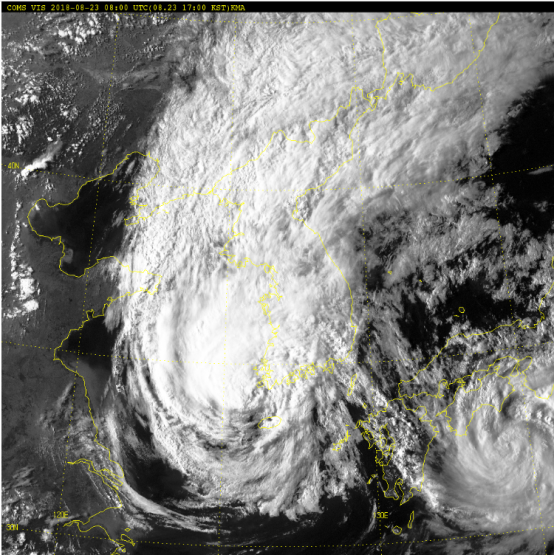 COMS VIS 2018-08-23 08:00 UTC(08.23 17:00 KST)KMA
40N
30N
120E
130E